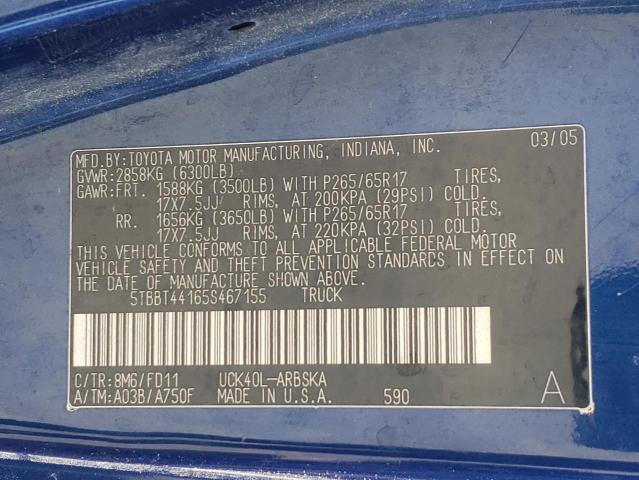 MFD.BY:TOYOTA MOTOR MANUFACTURING, INDIANA, INC. 03/05
GVWR:2858KG (6300LB)
GAWR:FRT. 1588KG (3500LB) WITH P265/65R17 TIRES,
17X7.5JJ RIMS, AT 200KPA (29PSI) COLD.
RR. 1656KG (3650LB) WITH P265/65R17 TIRES,
17X7.5JJ RIMS, AT 220KPA (32PSI) COLD.
THIS VEHICLE CONFORMS TO ALL APPLICABLE FEDERAL MOTOR
VEHICLE SAFETY AND THEFT PREVENTION STANDARDS IN EFFECT ON
THE DATE OF MANUFACTURE SHOWN ABOVE.
5TBBT44165S467155 TRUCK
C/TR:8M6/FD11 UCK40L-ARBSKA
A/TM:A03B/A750F MADE IN U.S.A. 590 A